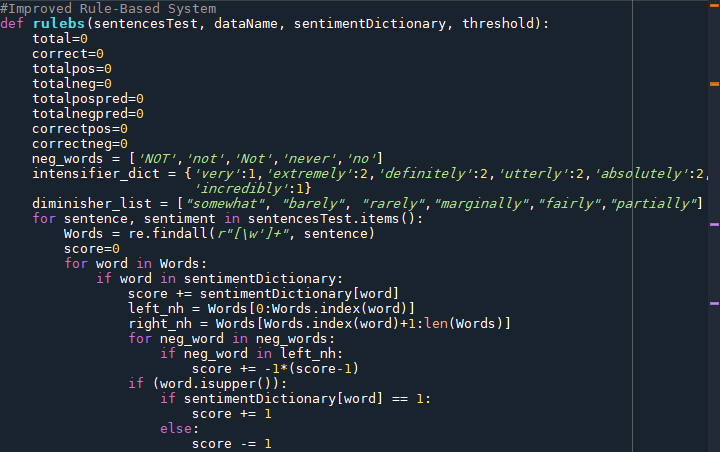 #Improved Rule-Based System
def rulebs(sentencesTest, dataName, sentimentDictionary, threshold):
    total=0
    correct=0
    totalpos=0
    totalneg=0
    totalpospred=0
    totalnegpred=0
    correctpos=0
    correctneg=0
    neg_words = ['NOT','not','Not','never','no']
    intensifier_dict = {'very':1,'extremely':2,'definitely':2,'utterly':2,'absolutely':2,
                        'incredibly':1}
    diminisher_list = ["somewhat", "barely", "rarely","marginally","fairly","partially"]
    for sentence, sentiment in sentencesTest.items():
        Words = re.findall(r"[\w']+", sentence)
        score=0
        for word in Words:
            if word in sentimentDictionary:
                score += sentimentDictionary[word]
                left_nh = Words[0:Words.index(word)]
                right_nh = Words[Words.index(word)+1:len(Words)]
                for neg_word in neg_words:
                    if neg_word in left_nh:
                        score += -1*(score-1)
                if (word.isupper()):
                    if sentimentDictionary[word] == 1:
                        score += 1
                    else:
                        score -= 1